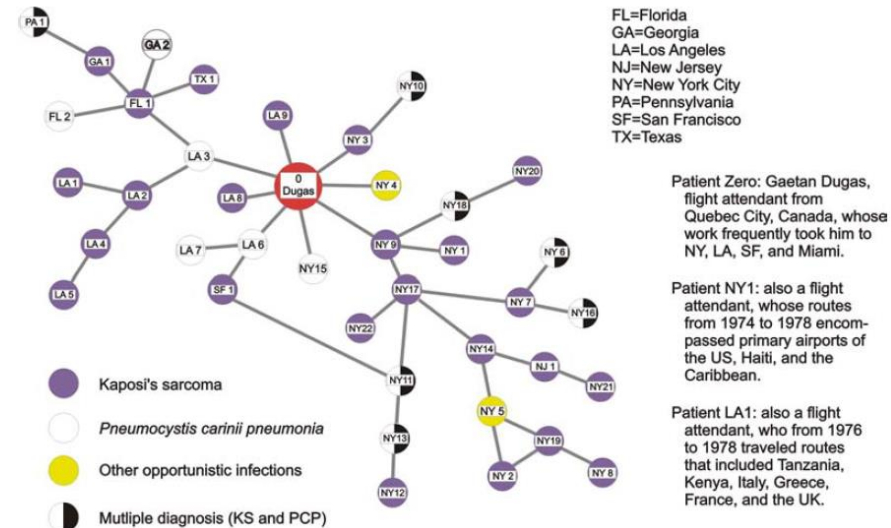 PA 1
GA 2
GA 1
TX 1
FL 1
FL 2
NY10
LA 9
NY 3
LA 3
0
Dugas
NY 4
NY20
LA 1
LA 2
LA 8
NY18
LA 4
LA 7
LA 6
NY 9
NY 1
NY 6
NY15
LA 5
SF 1
NY17
NY 7
NY16
NY22
NY14
NJ 1
NY11
NY21
NY 5
NY13
NY19
NY12
NY 2
NY 8
Kaposi's sarcoma
Pneumocystis carinii pneumonia
Other opportunistic infections
Mutliple diagnosis (KS and PCP)
FL=Florida
GA=Georgia
LA=Los Angeles
NJ=New Jersey
NY=New York City
PA=Pennsylvania
SF=San Francisco
TX=Texas
Patient Zero: Gaetan Dugas,
flight attendant from
Quebec City, Canada, whose
work frequently took him to
NY, LA, SF, and Miami.
Patient NY1: also a flight
attendant, whose routes
from 1974 to 1978 encom-
passed primary airports of
the US, Haiti, and the
Caribbean.
Patient LA1: also a flight
attendant, who from 1976
to 1978 traveled routes
that included Tanzania,
Kenya, Italy, Greece,
France, and the UK.